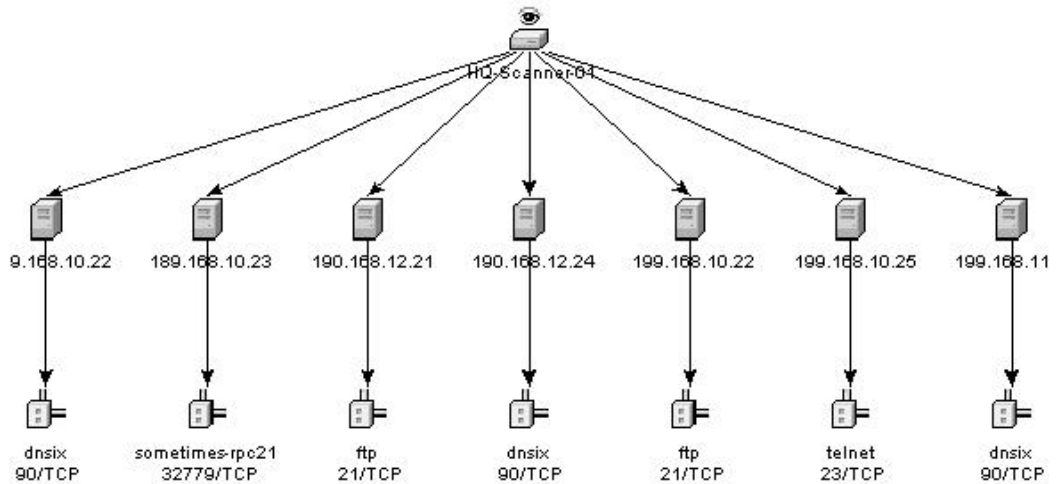 HQ-Scanner-01
9.168.10.22 189.168.10.23 190.168.12.21 190.168.12.24 199.168.10.22 199.168.10.25 199.168.11
dnsix sometimes-rpc21 ftp dnsix ftp telnet dnsix
90/TCP 32779/TCP 21/TCP 90/TCP 21/TCP 23/TCP 90/TCP